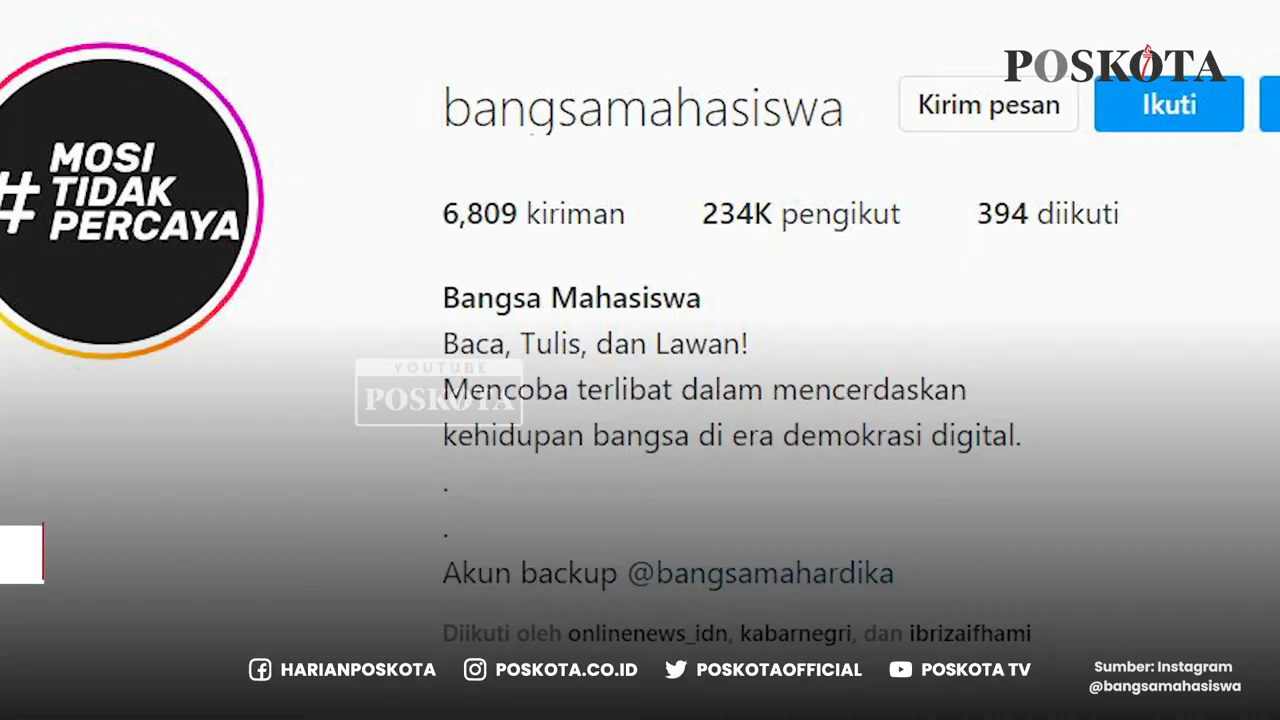 POSKOTA
bangsamahasiswa
Kirim pesan
Ikuti
# MOSI
TIDAK
PERCAYA
6,809 kiriman
234K pengikut
394 diikuti
Bangsa Mahasiswa
Baca, Tulis, dan Lawan!
YOUTUBE
POSKOTA
Mencoba terlibat dalam mencerdaskan
kehidupan bangsa di era demokrasi digital.
.
.
Akun backup @bangsamahardika
Diikuti oleh onlinenews_idn, kabarnegri, dan ibrizaifhami
HARIANPOSKOTA
POSKOTA.CO.ID
POSKOTAOFFICIAL
POSKOTA TV
Sumber: Instagram
@bangsamahasiswa